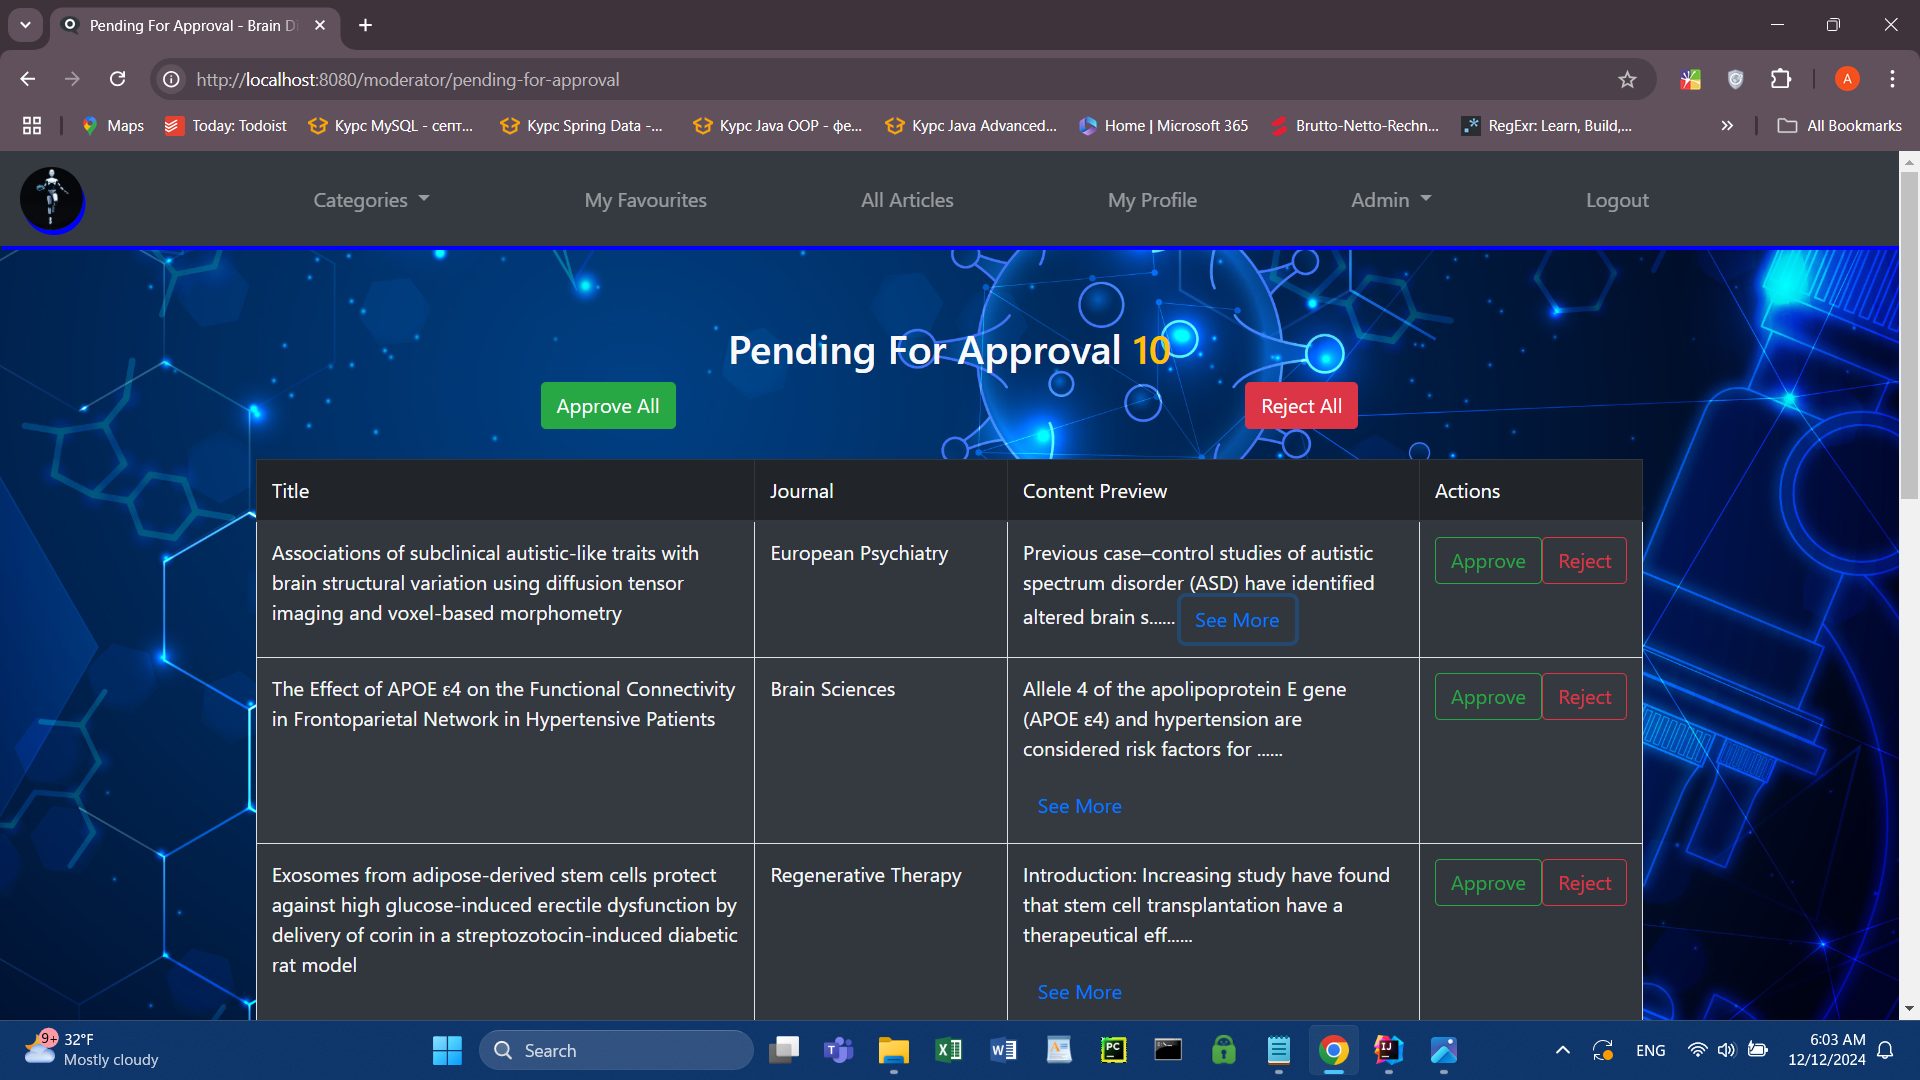 Pending For Approval - Brain Di
http://localhost:8080/moderator/pending-for-approval
A
Maps
Today: Todoist
Курс MySQL - септ...
Курс Spring Data -...
Курс Java OOP - фе...
Курс Java Advanced...
Home | Microsoft 365
Brutto-Netto-Rechn...
RegExr: Learn, Build,...
All Bookmarks
Categories
My Favourites
All Articles
My Profile
Admin
Logout
Pending For Approval 10
Approve All
Reject All
Title
Journal
Content Preview
Actions
Associations of subclinical autistic-like traits with
brain structural variation using diffusion tensor
imaging and voxel-based morphometry
European Psychiatry
Previous case–control studies of autistic
spectrum disorder (ASD) have identified
altered brain s...... See More
Approve
Reject
The Effect of APOE ε4 on the Functional Connectivity
in Frontoparietal Network in Hypertensive Patients
Brain Sciences
Allele 4 of the apolipoprotein E gene
(APOE ε4) and hypertension are
considered risk factors for ......
See More
Approve
Reject
Exosomes from adipose-derived stem cells protect
against high glucose-induced erectile dysfunction by
delivery of corin in a streptozotocin-induced diabetic
rat model
Regenerative Therapy
Introduction: Increasing study have found
that stem cell transplantation have a
therapeutical eff......
See More
Approve
Reject
9+
32°F
Mostly cloudy
Search
PC
IJ
ENG
6:03 AM
12/12/2024